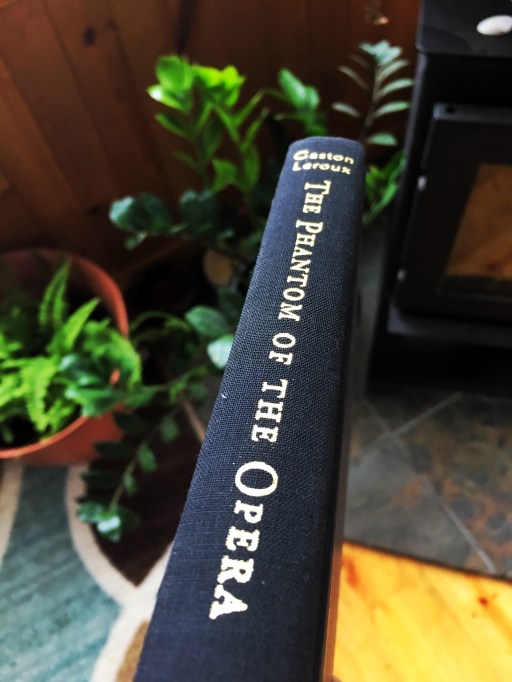 Gaston
Leroux
THE PHANTOM OF THE OPERA